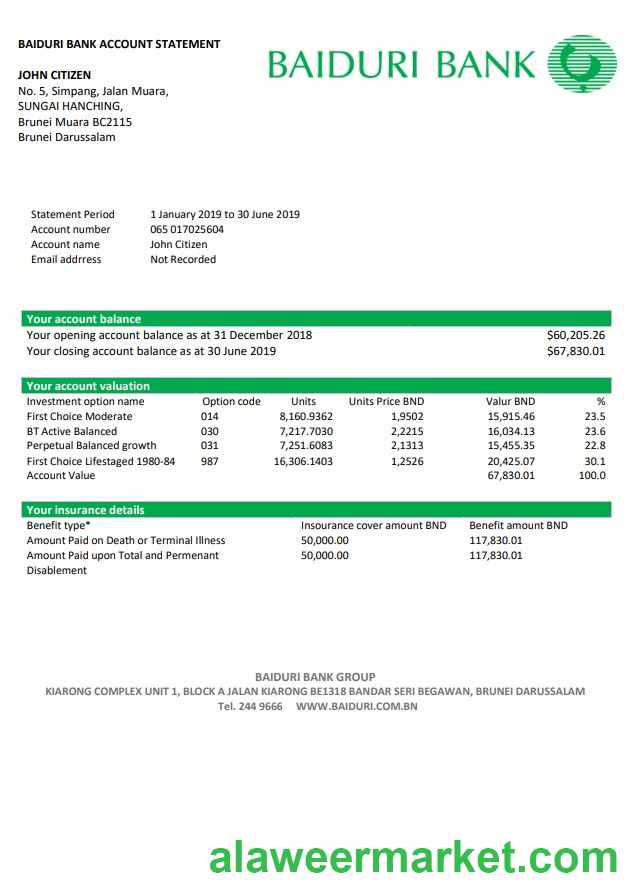 BAIDURI BANK ACCOUNT STATEMENT
BAIDURI BANK
JOHN CITIZEN
No. 5, Simpang, Jalan Muara,
SUNGAI HANCHING,
Brunei Muara BC2115
Brunei Darussalam
Statement Period 1 January 2019 to 30 June 2019
Account number 065 017025604
Account name John Citizen
Email addrress Not Recorded
Your account balance
Your opening account balance as at 31 December 2018 $60,205.26
Your closing account balance as at 30 June 2019 $67,830.01
Your account valuation
Investment option name Option code Units Units Price BND Valur BND %
First Choice Moderate 014 8,160.9362 1,9502 15,915.46 23.5
BT Active Balanced 030 7,217.7030 2,2215 16,034.13 23.6
Perpetual Balanced growth 031 7,251.6083 2,1313 15,455.35 22.8
First Choice Lifestaged 1980-84 987 16,306.1403 1,2526 20,425.07 30.1
Account Value 67,830.01 100.0
Your insurance details
Benefit type* Insourance cover amount BND Benefit amount BND
Amount Paid on Death or Terminal Illness 50,000.00 117,830.01
Amount Paid upon Total and Permenant 50,000.00 117,830.01
Disablement
BAIDURI BANK GROUP
KIARONG COMPLEX UNIT 1, BLOCK A JALAN KIARONG BE1318 BANDAR SERI BEGAWAN, BRUNEI DARUSSALAM
Tel. 244 9666 WWW.BAIDURI.COM.BN
alaweermarket.com